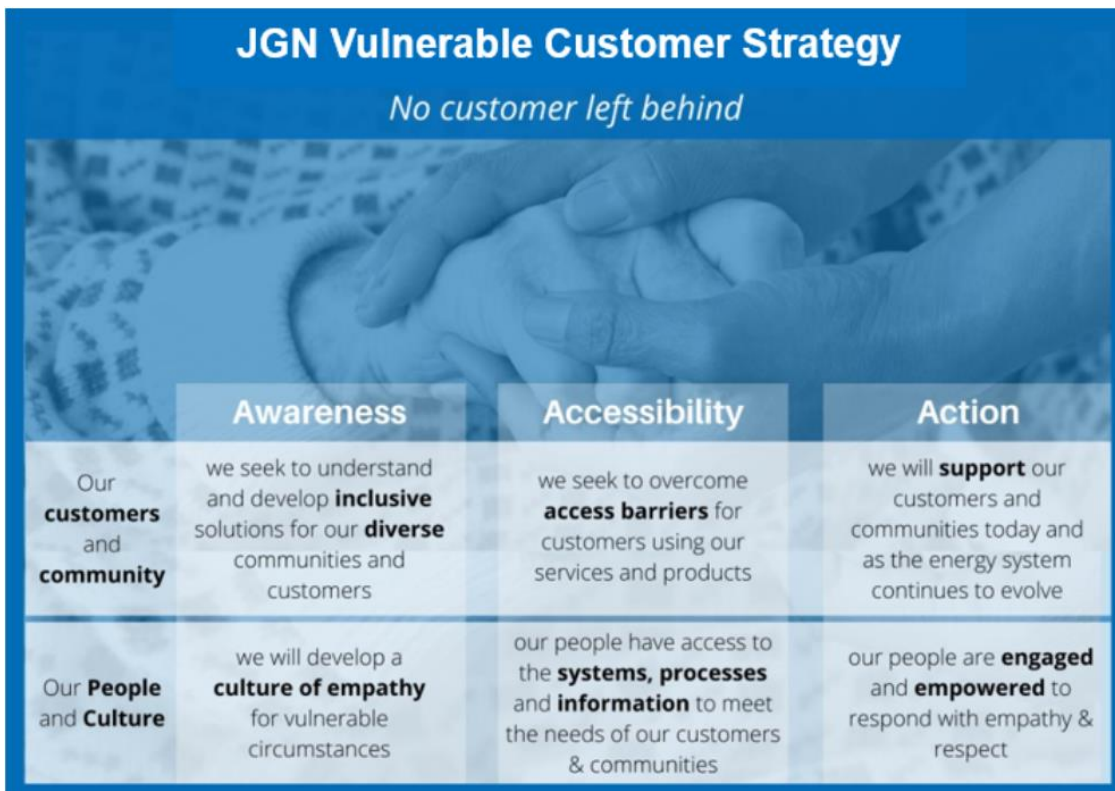 JGN Vulnerable Customer Strategy
No customer left behind
Awareness
Accessibility
Action
Our
customers
and
community
we seek to understand
and develop inclusive
solutions for our diverse
communities and
customers
we seek to overcome
access barriers for
customers using our
services and products
we will support our
customers and
communities today and
as the energy system
continues to evolve
Our People
and Culture
we will develop a
culture of empathy
for vulnerable
circumstances
our people have access to
the systems, processes
and information to meet
the needs of our customers
& communities
our people are engaged
and empowered to
respond with empathy &
respect